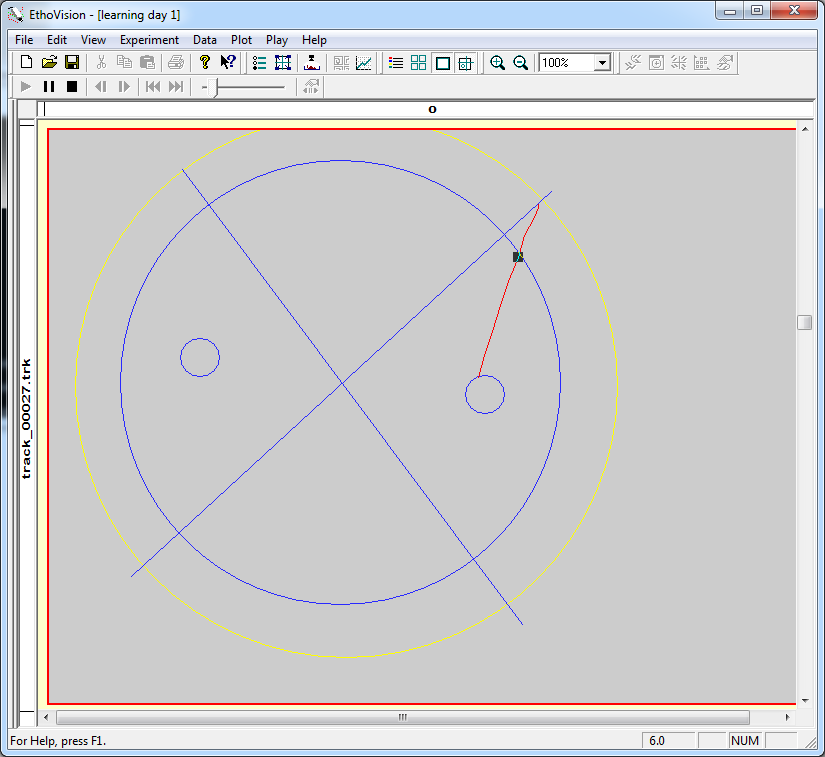 EthoVision - [learning day 1]
File Edit View Experiment Data Plot Play Help
100%
o
track_00027.trk
For Help, press F1.
6.0
NUM